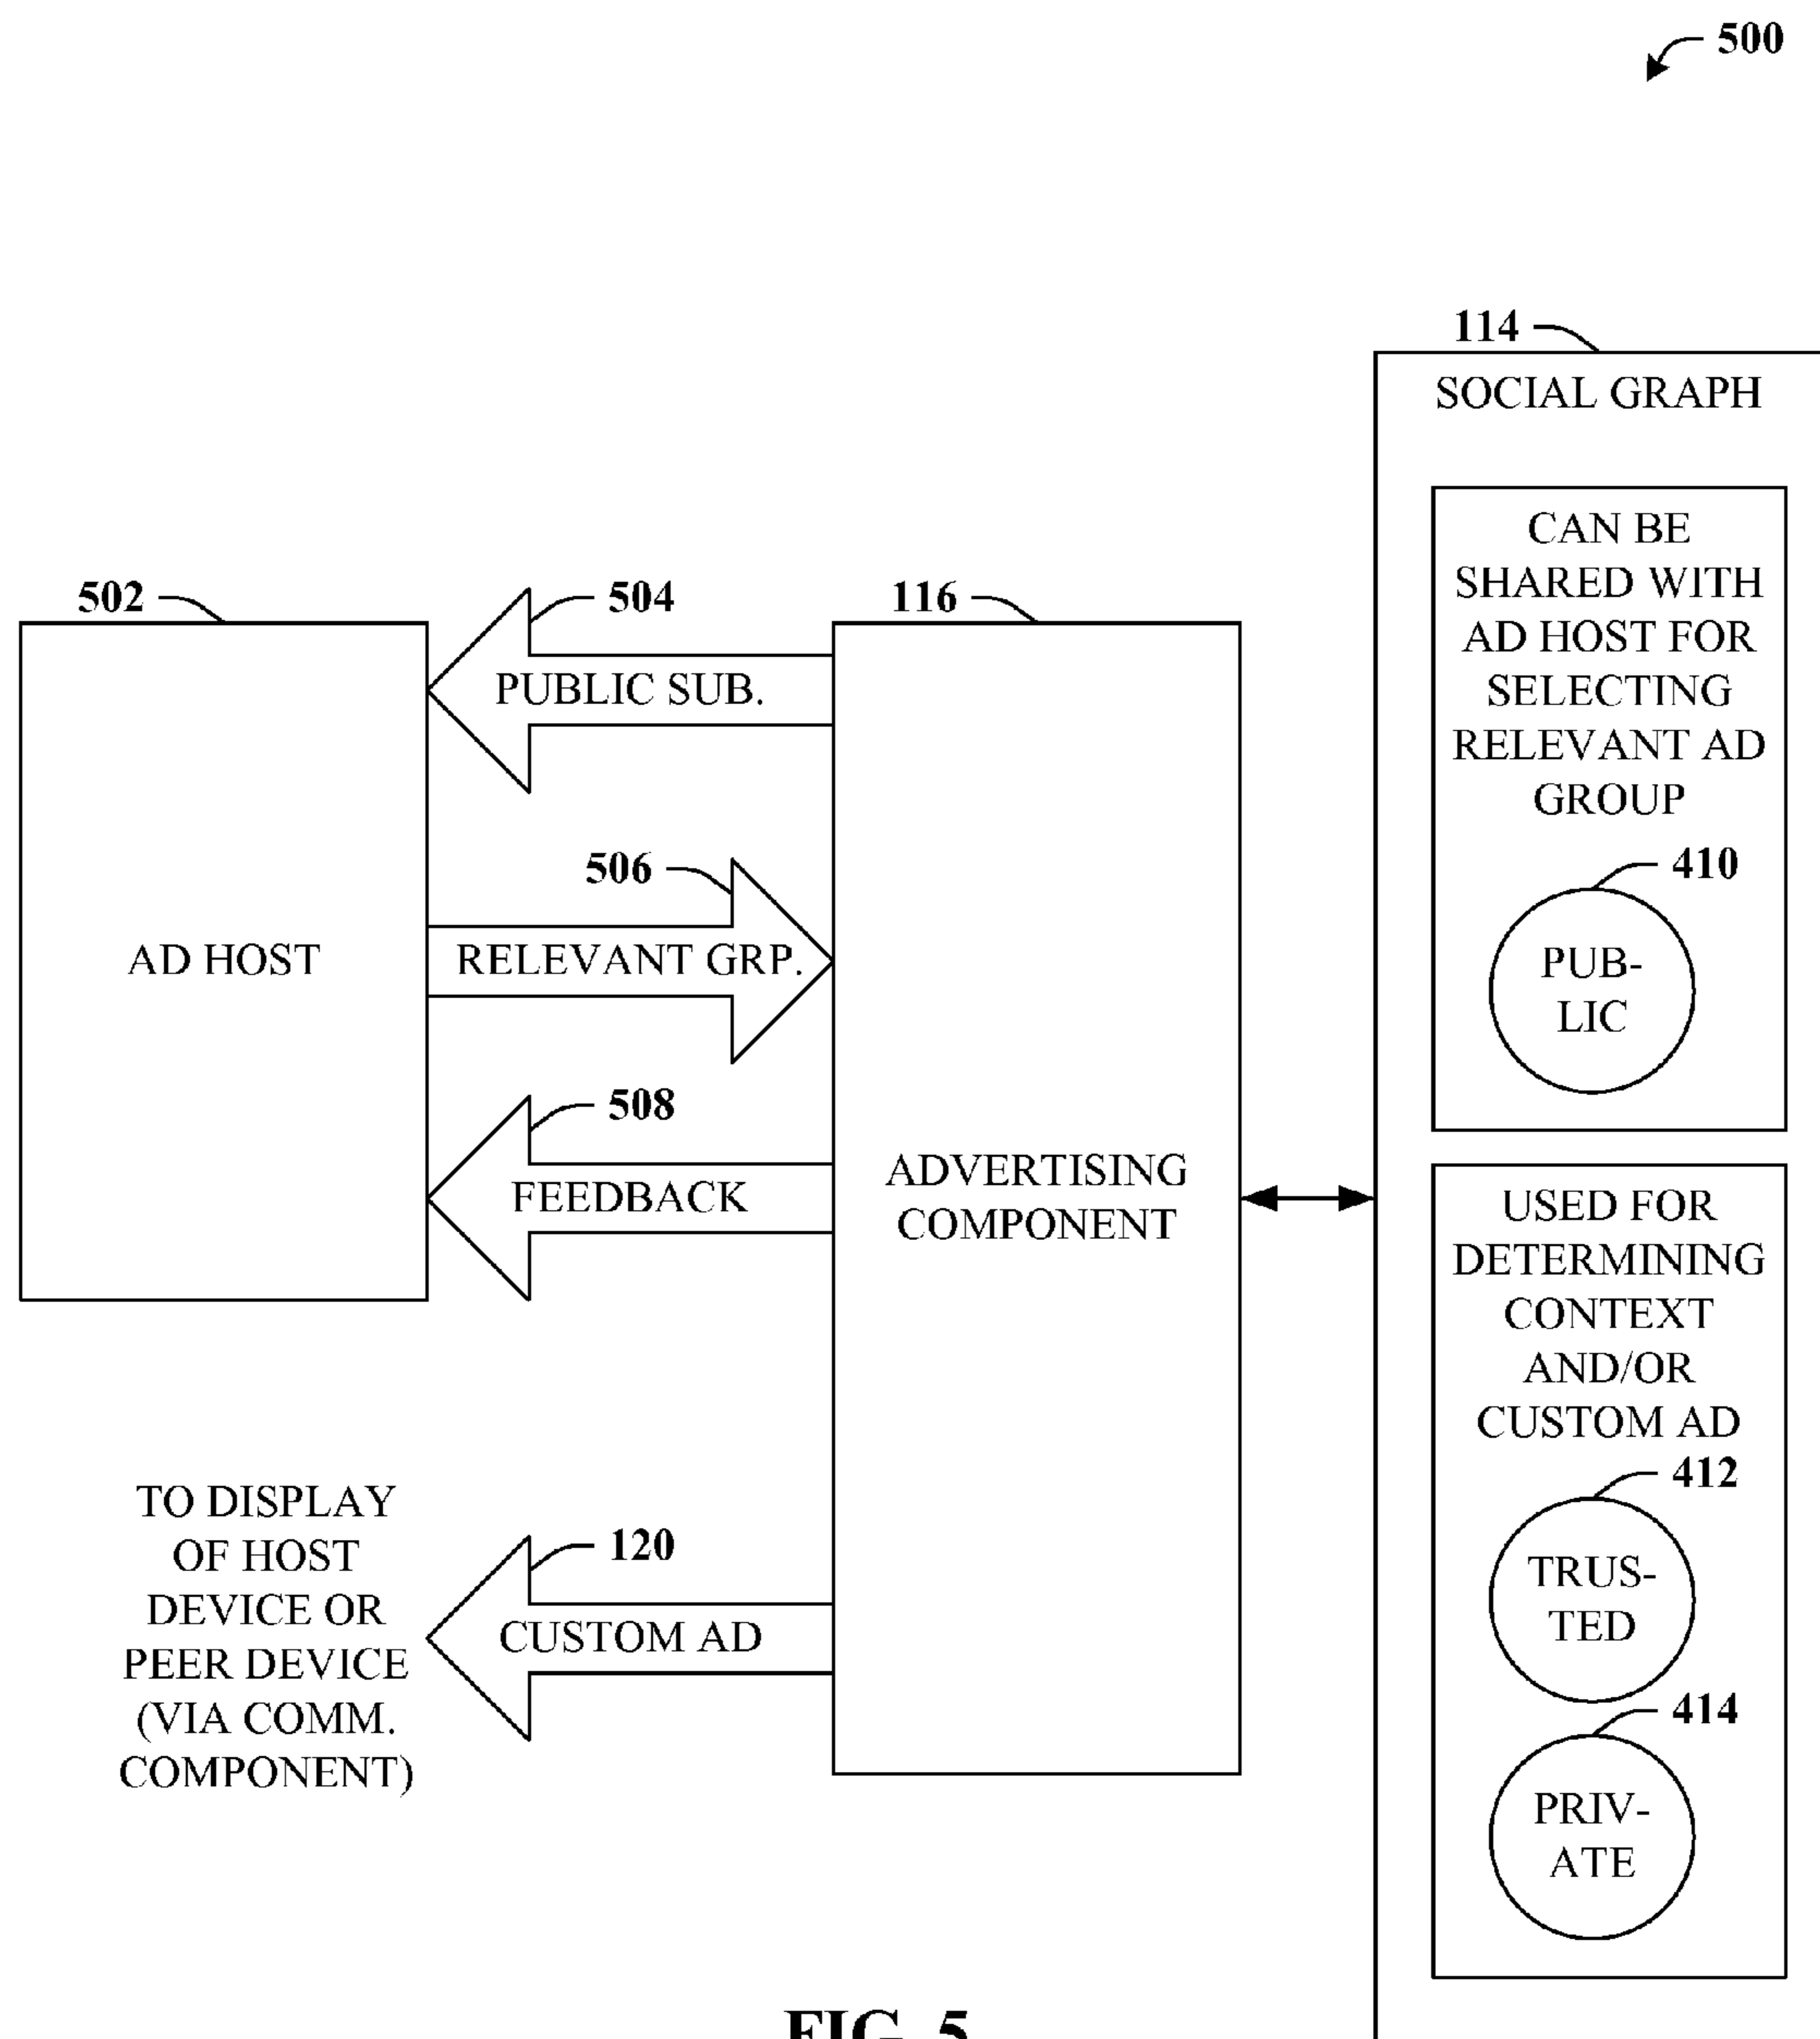 500
114
SOCIAL GRAPH
CAN BE
SHARED WITH
AD HOST FOR
SELECTING
RELEVANT AD
GROUP
410
PUB-
LIC
502
504
116
PUBLIC SUB.
506
AD HOST
RELEVANT GRP.
508
FEEDBACK
ADVERTISING
COMPONENT
USED FOR
DETERMINING
CONTEXT
AND/OR
CUSTOM AD
412
TRUS-
TED
414
PRIV-
ATE
TO DISPLAY
OF HOST
DEVICE OR
PEER DEVICE
(VIA COMM.
COMPONENT)
120
CUSTOM AD
FIG. 5